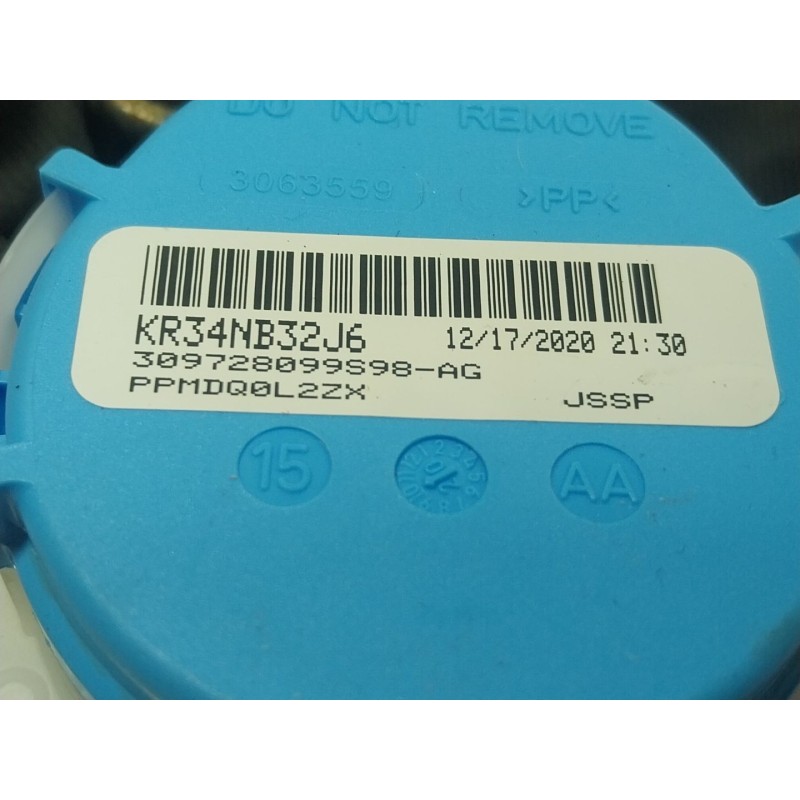 DO NOT REMOVE
(3063559) >PP<
KR34NB32J6 12/17/2020 21:30
309728099S98-AG
PPMDQ0L2ZX JSSP
15 AA